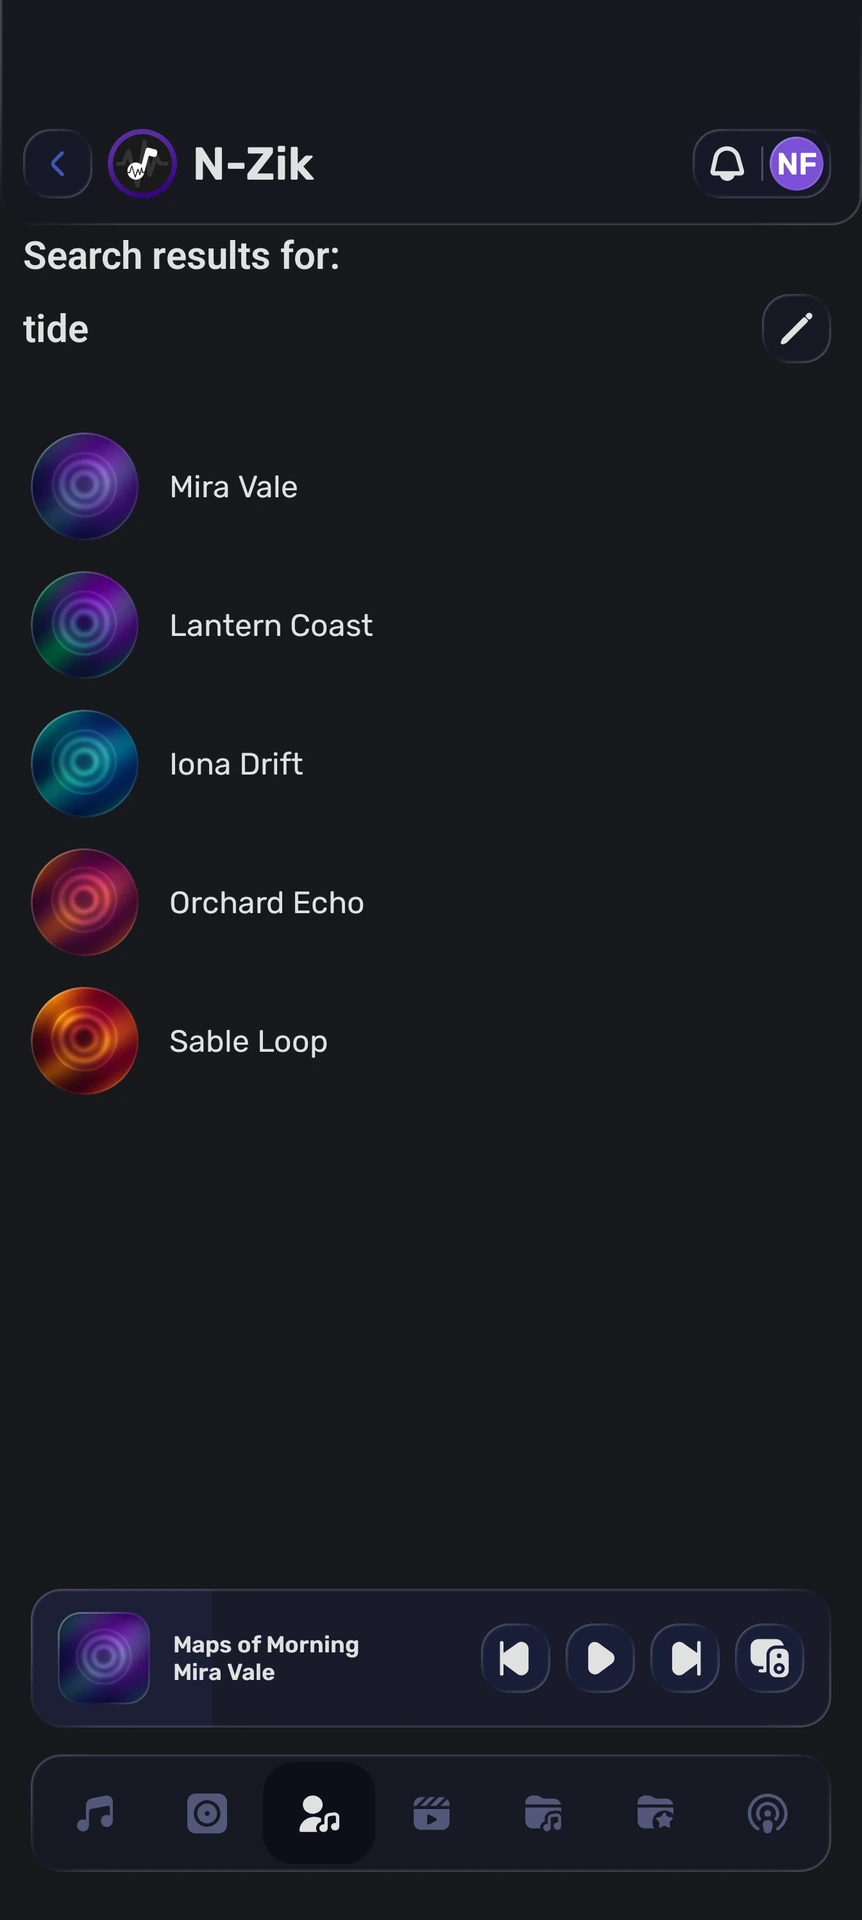 N-Zik
NF
Search results for:
tide
Mira Vale
Lantern Coast
Iona Drift
Orchard Echo
Sable Loop
Maps of Morning
Mira Vale